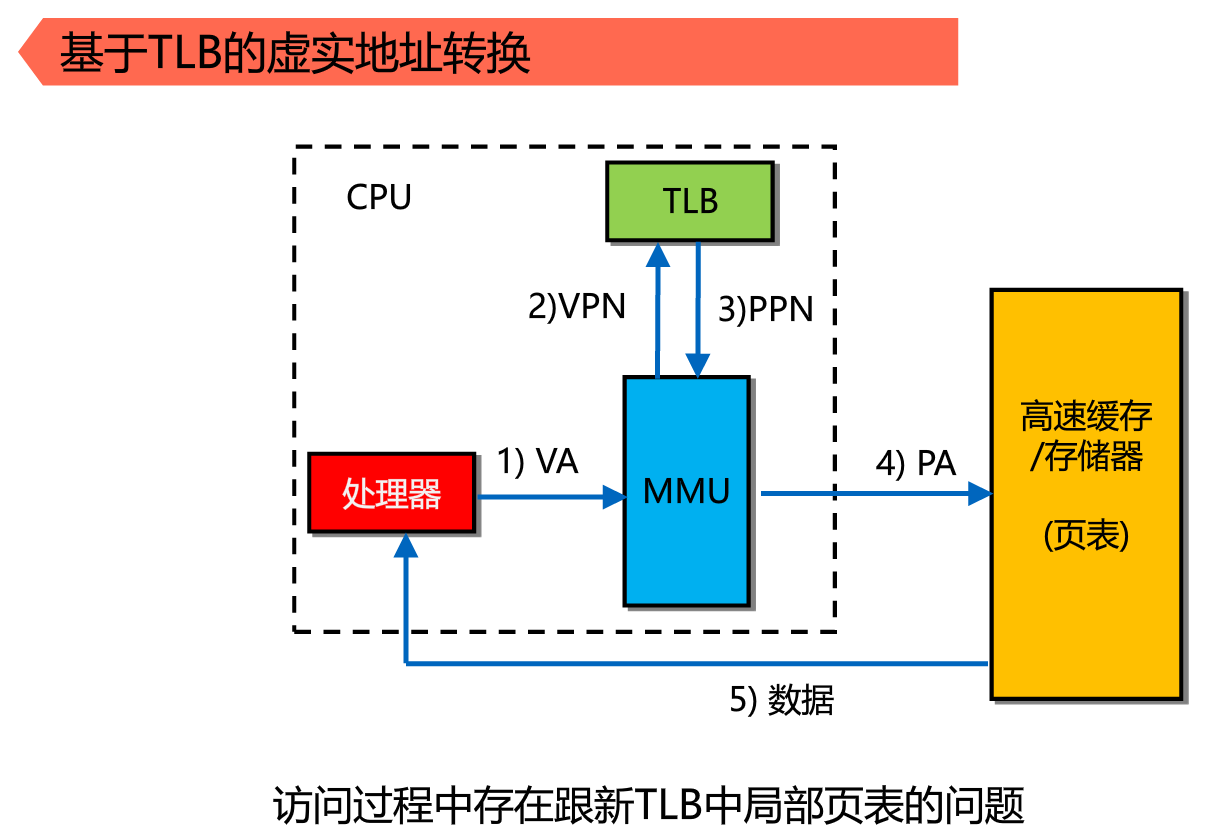 基于TLB的虚实地址转换
CPU
TLB
2)VPN
3)PPN
处理器
1) VA
MMU
4) PA
高速缓存
/存储器
(页表)
5) 数据
访问过程中存在跟新TLB中局部页表的问题